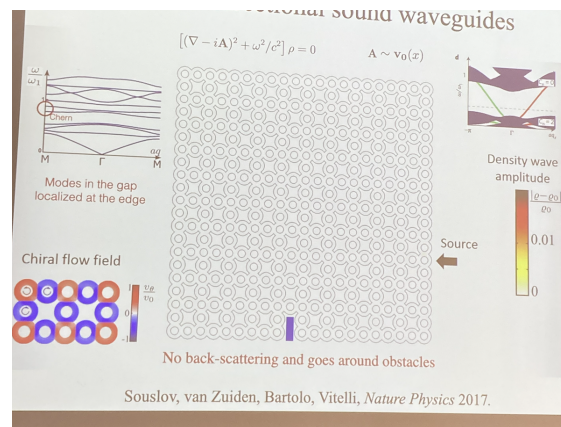 sound waveguides
[(∇ − iA)² + ω²/c²] ρ = 0
A ∼ v₀(x)
ω/ω₁
Chern
M Γ M
aq
Modes in the gap
localized at the edge
d
-π Γ
Density wave
amplitude
|ϱ−ϱ₀|
ϱ₀
0.01
0
Source
Chiral flow field
1
0
-1
v_θ
v₀
No back-scattering and goes around obstacles
Souslov, van Zuiden, Bartolo, Vitelli, Nature Physics 2017.